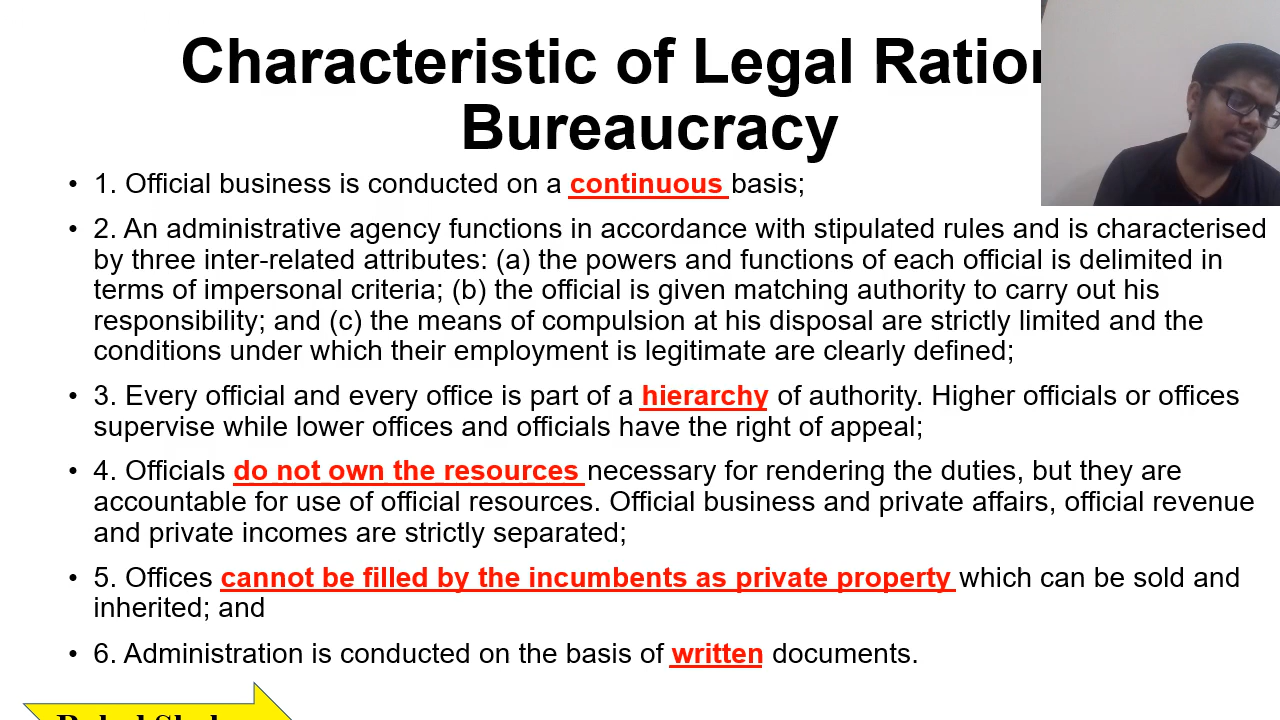 Characteristic of Legal
Bureaucracy
• 1. Official business is conducted on a continuous basis;
• 2. An administrative agency functions in accordance with stipulated rules and is characterised
by three inter-related attributes: (a) the powers and functions of each official is delimited in
terms of impersonal criteria; (b) the official is given matching authority to carry out his
responsibility; and (c) the means of compulsion at his disposal are strictly limited and the
conditions under which their employment is legitimate are clearly defined;
• 3. Every official and every office is part of a hierarchy of authority. Higher officials or offices
supervise while lower offices and officials have the right of appeal;
• 4. Officials do not own the resources necessary for rendering the duties, but they are
accountable for use of official resources. Official business and private affairs, official revenue
and private incomes are strictly separated;
• 5. Offices cannot be filled by the incumbents as private property which can be sold and
inherited; and
• 6. Administration is conducted on the basis of written documents.